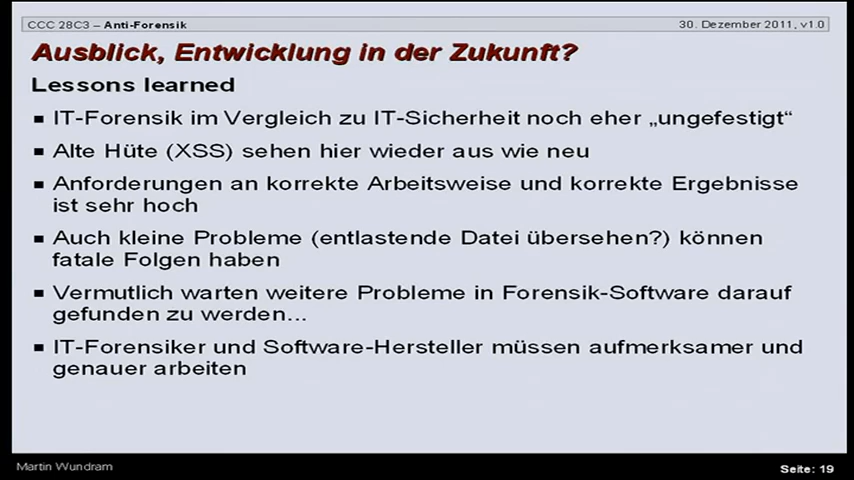 CCC 28C3 – Anti-Forensik
30. Dezember 2011, v1.0
Ausblick, Entwicklung in der Zukunft?
Lessons learned
▪ IT-Forensik im Vergleich zu IT-Sicherheit noch eher „ungefestigt“
▪ Alte Hüte (XSS) sehen hier wieder aus wie neu
▪ Anforderungen an korrekte Arbeitsweise und korrekte Ergebnisse
ist sehr hoch
▪ Auch kleine Probleme (entlastende Datei übersehen?) können
fatale Folgen haben
▪ Vermutlich warten weitere Probleme in Forensik-Software darauf
gefunden zu werden...
▪ IT-Forensiker und Software-Hersteller müssen aufmerksamer und
genauer arbeiten
Martin Wundram
Seite: 19